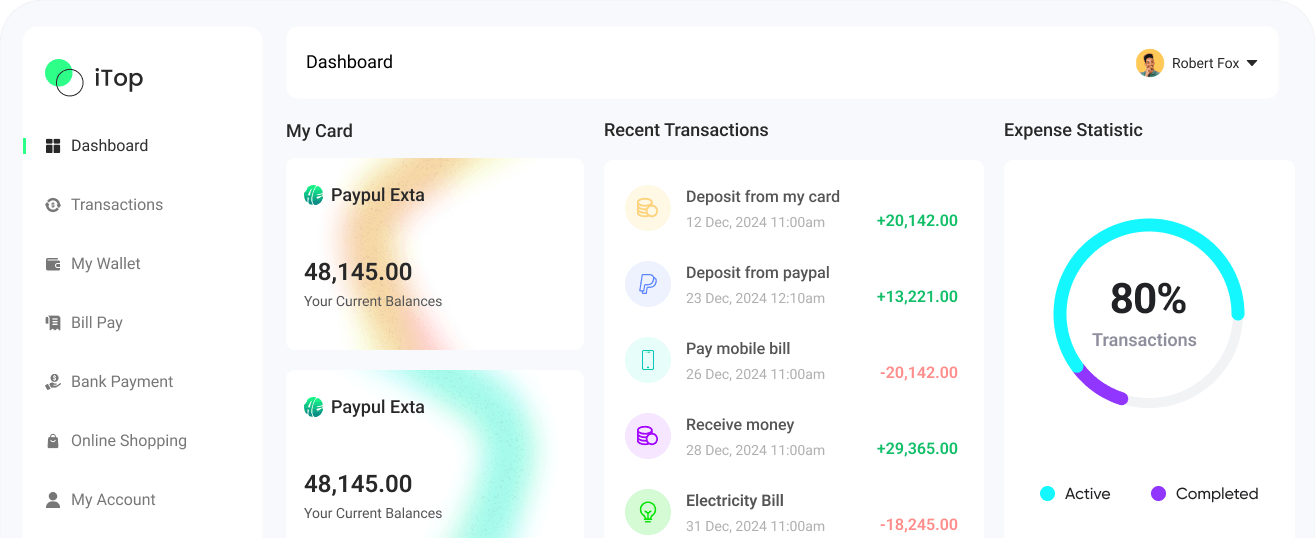 iTop
Dashboard
Transactions
My Wallet
Bill Pay
Bank Payment
Online Shopping
My Account
Dashboard
Robert Fox
My Card
Paypul Exta
48,145.00
Your Current Balances
Paypul Exta
48,145.00
Your Current Balances
Recent Transactions
Deposit from my card
12 Dec, 2024 11:00am
+20,142.00
Deposit from paypal
23 Dec, 2024 12:10am
+13,221.00
Pay mobile bill
26 Dec, 2024 11:00am
-20,142.00
Receive money
28 Dec, 2024 11:00am
+29,365.00
Electricity Bill
31 Dec, 2024 11:00am
-18,245.00
Expense Statistic
80%
Transactions
Active
Completed